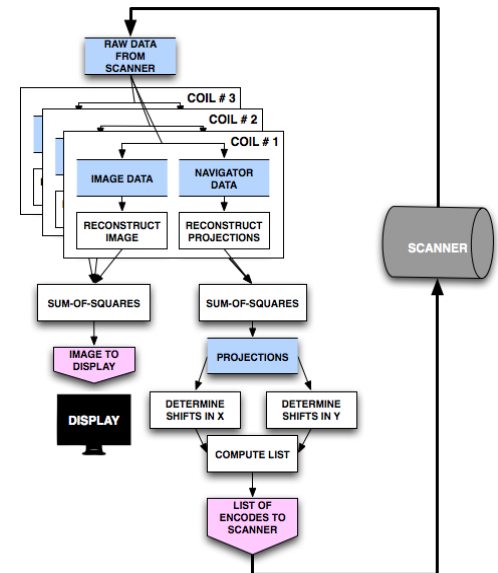 RAW DATA
FROM
SCANNER
COIL # 3
COIL # 2
COIL # 1
IMAGE DATA
NAVIGATOR
DATA
RECONSTRUCT
IMAGE
RECONSTRUCT
PROJECTIONS
SCANNER
SUM-OF-SQUARES
SUM-OF-SQUARES
IMAGE TO
DISPLAY
PROJECTIONS
DISPLAY
DETERMINE
SHIFTS IN X
DETERMINE
SHIFTS IN Y
COMPUTE LIST
LIST OF
ENCODES TO
SCANNER